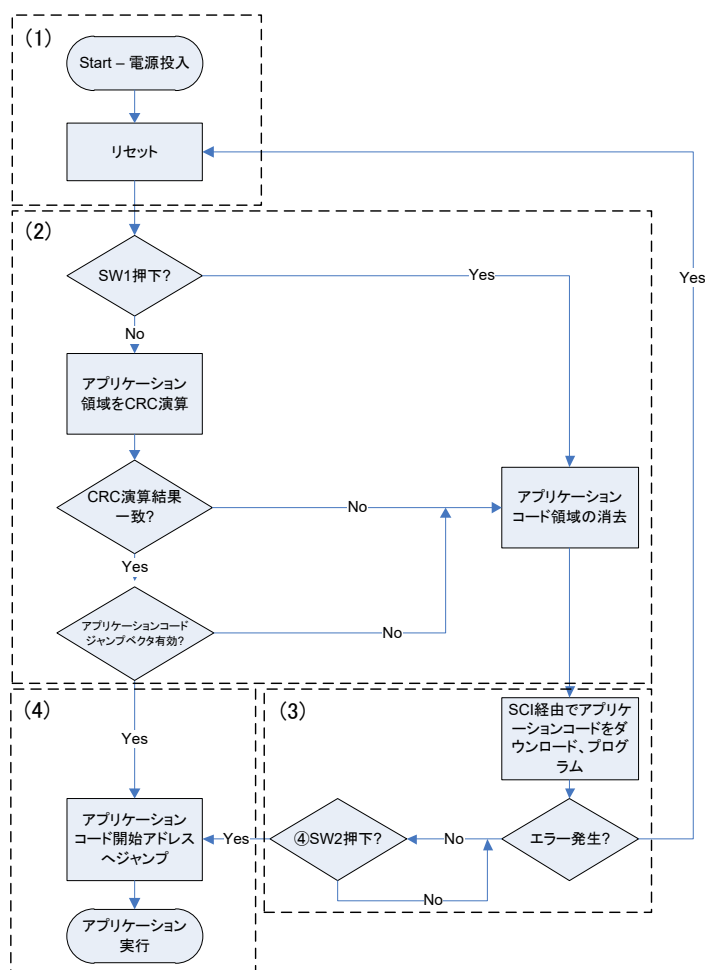 (1)
Start – 電源投入
リセット
(2)
SW1押下?
Yes
Yes
No
アプリケーション
領域をCRC演算
CRC演算結果
一致?
No
アプリケーション
コード領域の消去
Yes
アプリケーションコード
ジャンプベクタ有効?
No
(4)
(3)
SCI経由でアプリケ
ーションコードをダ
ウンロード、プログ
ラム
Yes
アプリケーション
コード開始アドレス
へジャンプ
Yes
④SW2押下?
No
エラー発生?
No
アプリケーション
実行